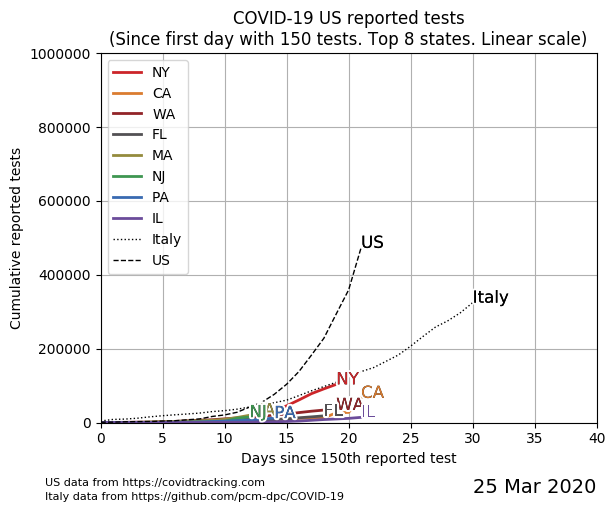 COVID-19 US reported tests
(Since first day with 150 tests. Top 8 states. Linear scale)
1000000
800000
600000
400000
200000
0
Cumulative reported tests
NY
CA
WA
FL
MA
NJ
PA
IL
Italy
US
US
Italy
NY
CA
WA
FL
NJ
PA
IL
0 5 10 15 20 25 30 35 40
Days since 150th reported test
US data from https://covidtracking.com
Italy data from https://github.com/pcm-dpc/COVID-19
25 Mar 2020